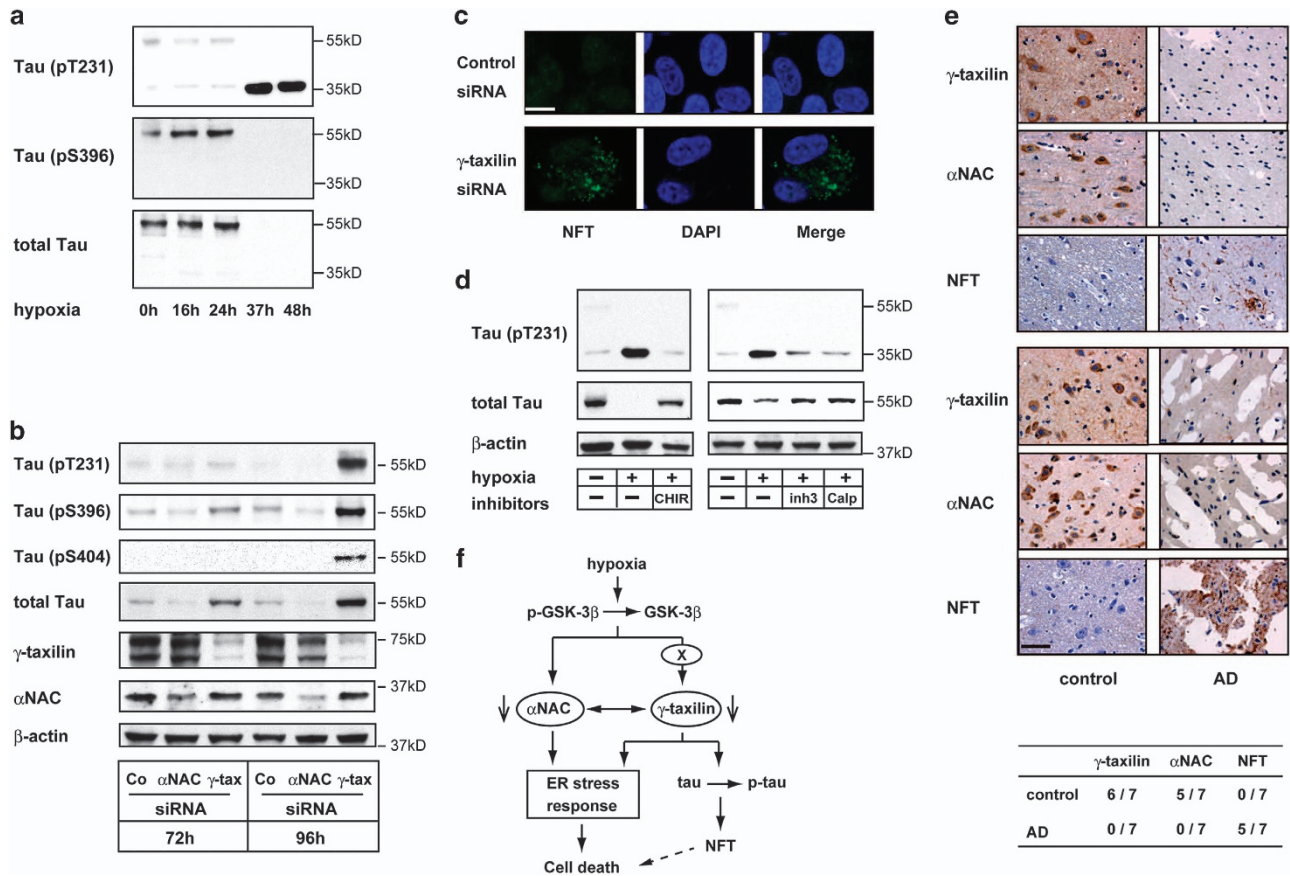 a
Tau (pT231)
55kD
35kD
Tau (pS396)
55kD
35kD
total Tau
55kD
35kD
hypoxia 0h 16h 24h 37h 48h
b
Tau (pT231)
55kD
Tau (pS396)
55kD
Tau (pS404)
55kD
total Tau
55kD
γ-taxilin
75kD
αNAC
37kD
β-actin
37kD
Co αNAC γ-tax Co αNAC γ-tax
siRNA siRNA
72h 96h
c
Control
siRNA
γ-taxilin
siRNA
NFT DAPI Merge
d
Tau (pT231)
55kD
35kD
total Tau
55kD
β-actin
37kD
hypoxia − + + − + + +
inhibitors − − CHIR − − inh3 Calp
f
hypoxia
p-GSK-3β GSK-3β
X
αNAC γ-taxilin
ER stress
response
tau p-tau
NFT
Cell death
e
γ-taxilin
αNAC
NFT
γ-taxilin
αNAC
NFT
control AD
γ-taxilin αNAC NFT
control 6 / 7 5 / 7 0 / 7
AD 0 / 7 0 / 7 5 / 7